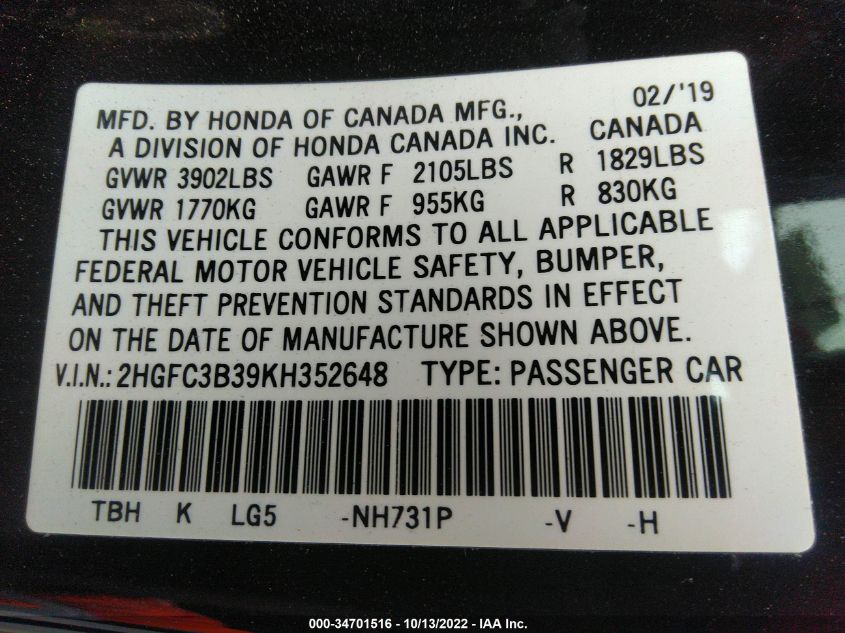 02/'19
MFD. BY HONDA OF CANADA MFG.,
A DIVISION OF HONDA CANADA INC. CANADA
GVWR 3902LBS GAWR F 2105LBS R 1829LBS
GVWR 1770KG GAWR F 955KG R 830KG
THIS VEHICLE CONFORMS TO ALL APPLICABLE
FEDERAL MOTOR VEHICLE SAFETY, BUMPER,
AND THEFT PREVENTION STANDARDS IN EFFECT
ON THE DATE OF MANUFACTURE SHOWN ABOVE.
V.I.N.: 2HGFC3B39KH352648 TYPE: PASSENGER CAR
TBH K LG5 -NH731P -V -H
000-34701516 - 10/13/2022 - IAA Inc.